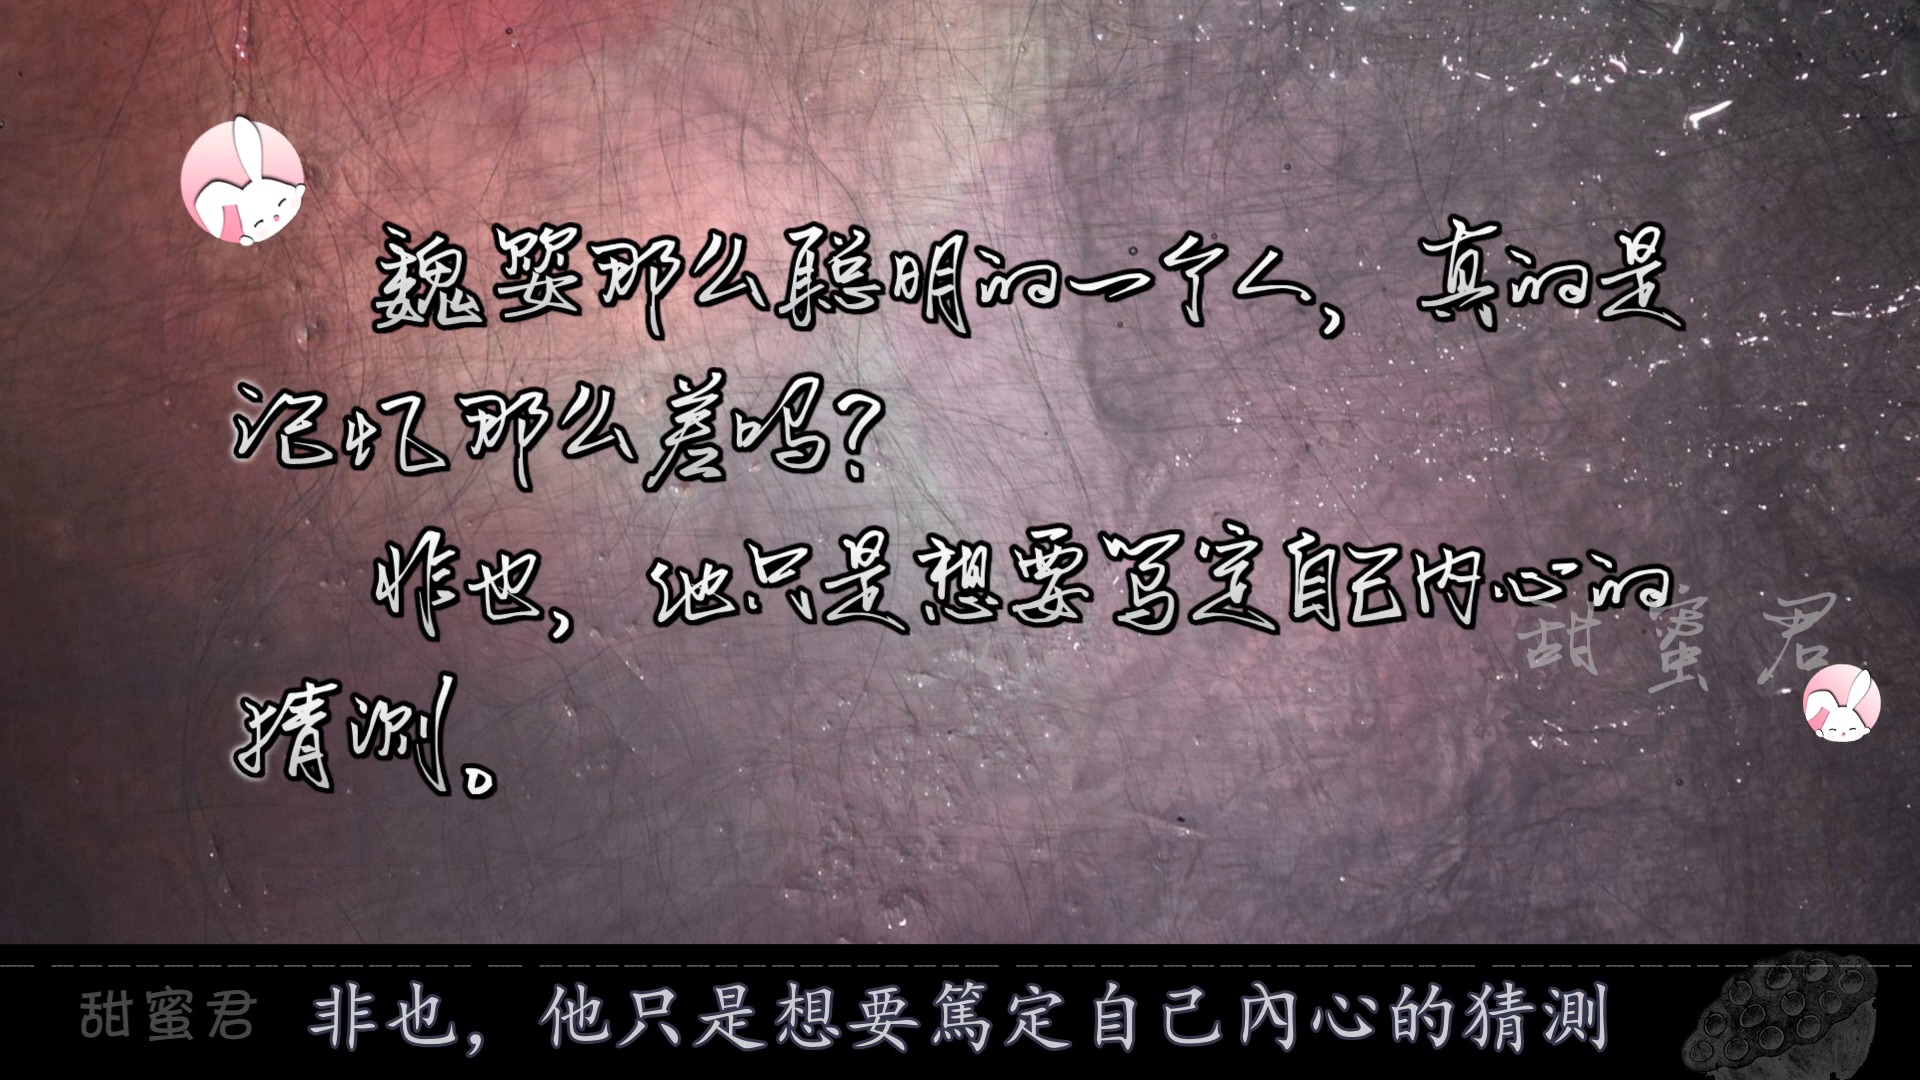 魏婴那么聪明的一个人，真的是
记忆那么差吗？
非也，他只是想要笃定自己内心的
猜测。
甜蜜君
甜蜜君
非也，他只是想要篤定自己內心的猜測